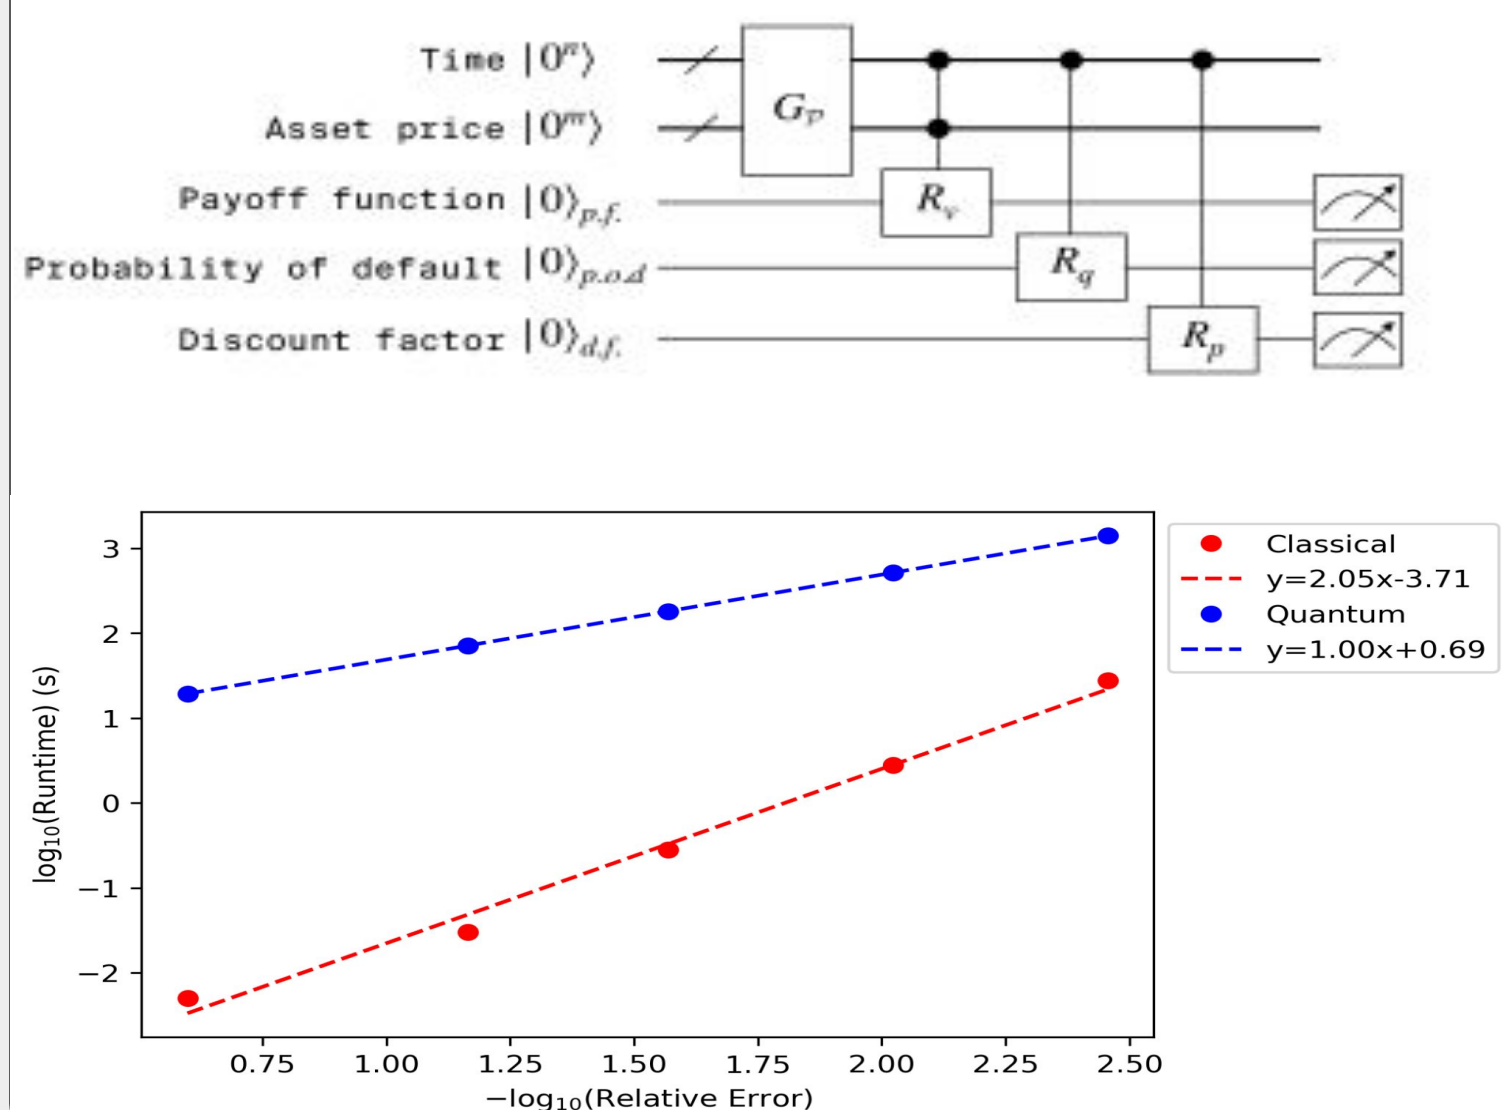 Time |0ⁿ⟩
Asset price |0ᵐ⟩
G_P
Payoff function |0⟩p.f.
R_v
Probability of default |0⟩p.o.d
R_q
Discount factor |0⟩d.f.
R_p
log₁₀(Runtime) (s)
3
2
1
0
−1
−2
0.75 1.00 1.25 1.50 1.75 2.00 2.25 2.50
−log₁₀(Relative Error)
Classical
y=2.05x-3.71
Quantum
y=1.00x+0.69